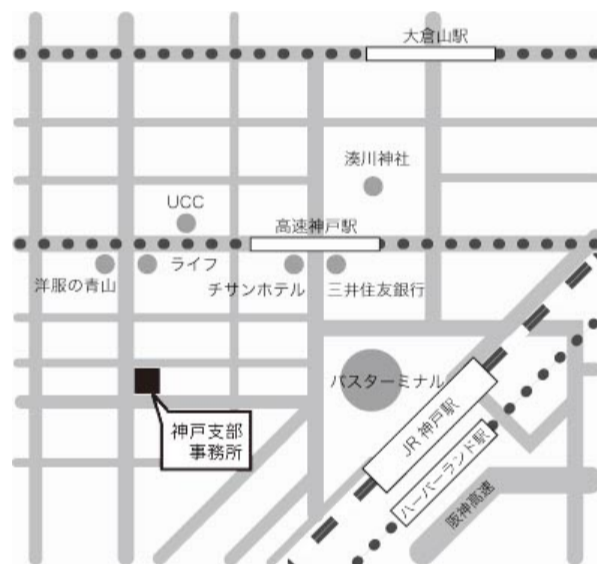 大倉山駅
湊川神社
UCC
高速神戸駅
洋服の青山
ライフ
チサンホテル
三井住友銀行
バスターミナル
神戸支部
事務所
JR 神戸駅
ハーバーランド駅
阪神高速